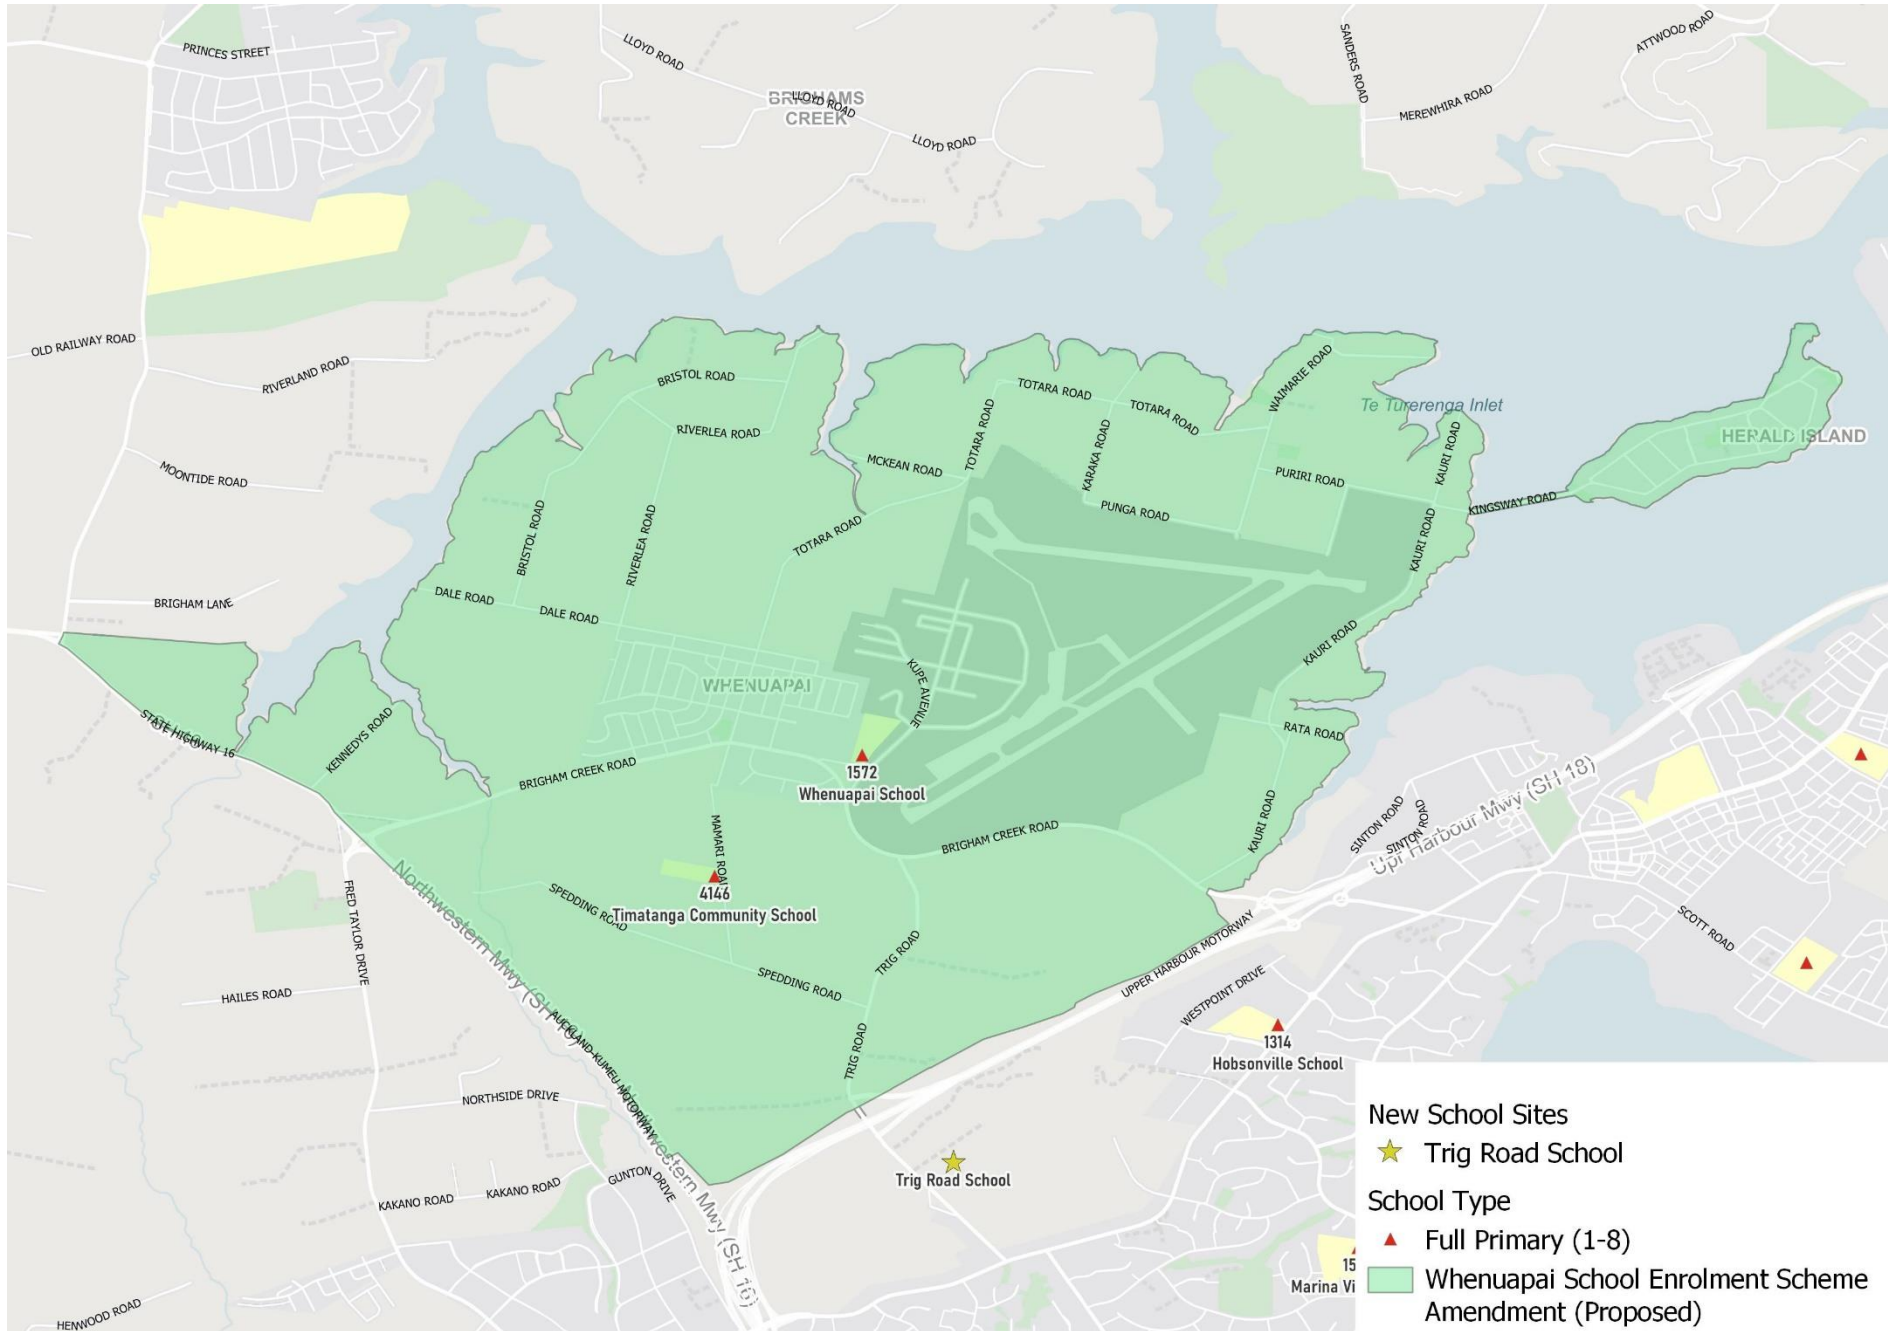 PRINCES STREET
LLOYD ROAD
LLOYD ROAD
BRIGHAMS
CREEK
LLOYD ROAD
SANDERS ROAD
ATTWOOD ROAD
MEREWHIRA ROAD
OLD RAILWAY ROAD
RIVERLAND ROAD
MOONTIDE ROAD
BRIGHAM LANE
BRISTOL ROAD
RIVERLEA ROAD
TOTARA ROAD
TOTARA ROAD
WAIMARIE ROAD
Te Turerenga Inlet
HERALD ISLAND
MCKEAN ROAD
TOTARA ROAD
KARAKA ROAD
KAURI ROAD
PURIRI ROAD
KINGSWAY ROAD
PUNGA ROAD
BRISTOL ROAD
RIVERLEA ROAD
TOTARA ROAD
KAURI ROAD
DALE ROAD
DALE ROAD
KAURI ROAD
WHENUAPAI
KUPE AVENUE
STATE HIGHWAY 16
KENNEDYS ROAD
RATA ROAD
BRIGHAM CREEK ROAD
1572
Whenuapai School
BRIGHAM CREEK ROAD
KAURI ROAD
SINTON ROAD
SINTON ROAD
Upr Harbour Mwy (SH 18)
MAMARI ROAD
4146
Timatanga Community School
SPEDDING ROAD
SPEDDING ROAD
TRIG ROAD
TRIG ROAD
FRED TAYLOR DRIVE
Northwestern Mwy (SH 16)
AUCKLAND-KUMEU MOTORWAY
HAILES ROAD
UPPER HARBOUR MOTORWAY
SCOTT ROAD
WESTPOINT DRIVE
1314
Hobsonville School
NORTHSIDE DRIVE
KAKANO ROAD
KAKANO ROAD
GUNTON DRIVE
Northwestern Mwy (SH 16)
Trig Road School
HENWOOD ROAD
15
Marina Vi
New School Sites
Trig Road School
School Type
Full Primary (1-8)
Whenuapai School Enrolment Scheme
Amendment (Proposed)